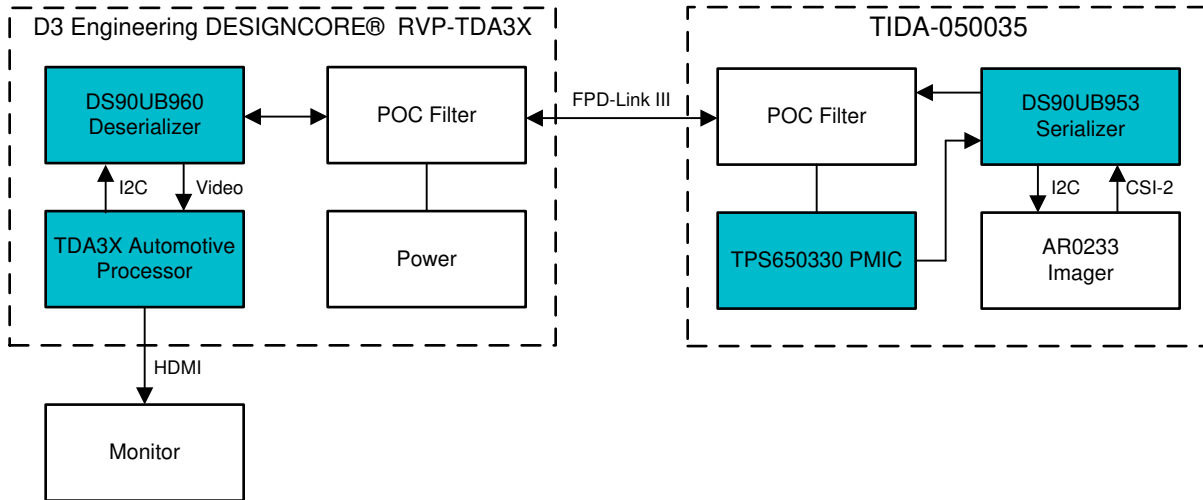 D3 Engineering DESIGNCORE® RVP-TDA3X
DS90UB960
Deserializer
POC Filter
I2C
Video
TDA3X Automotive
Processor
Power
HDMI
Monitor
FPD-Link III
TIDA-050035
POC Filter
DS90UB953
Serializer
I2C
CSI-2
TPS650330 PMIC
AR0233
Imager